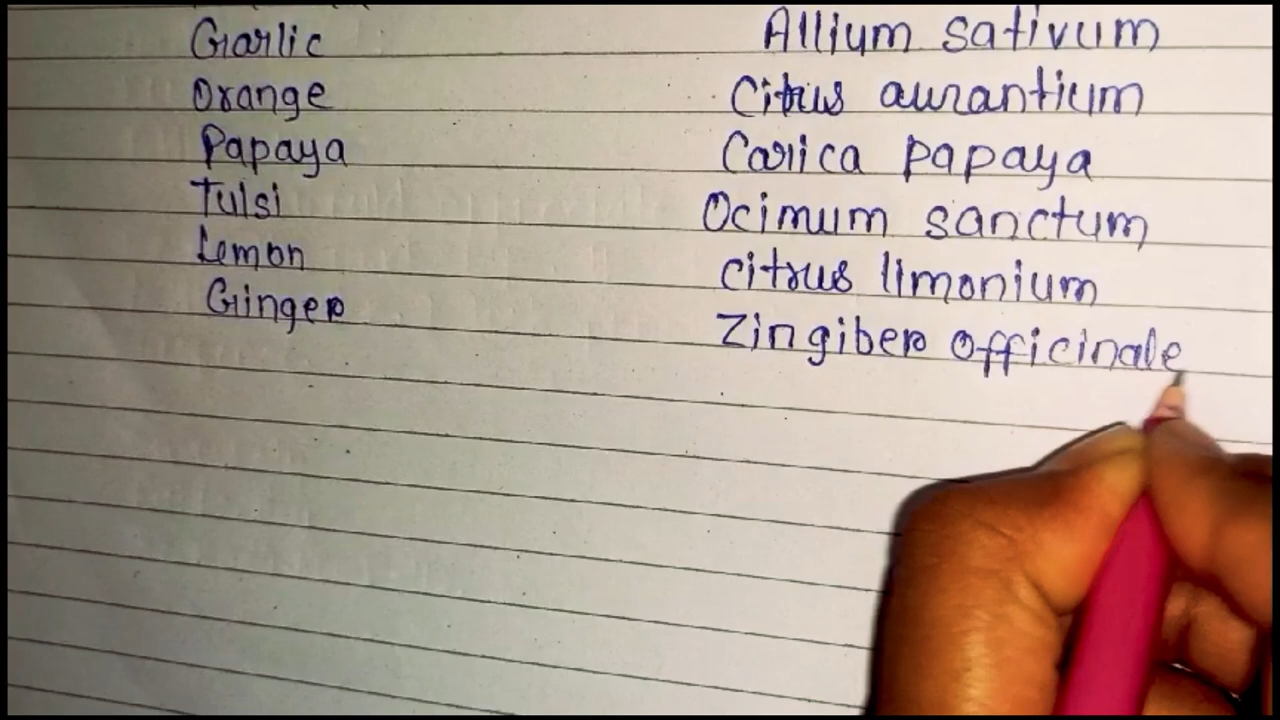 Garlic Allium sativum
Orange Citrus aurantium
Papaya Carica papaya
Tulsi Ocimum sanctum
Lemon citrus limonium
Ginger Zingiber officinale